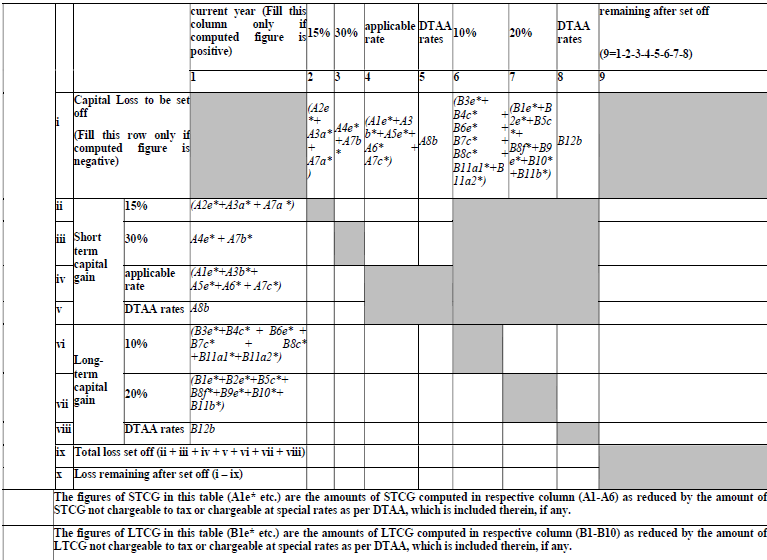 current year (Fill this column only if computed figure is positive) 15% 30% applicable rate DTAA rates 10% 20% DTAA rates remaining after set off (9=1-2-3-4-5-6-7-8)
1 2 3 4 5 6 7 8 9
i Capital Loss to be set off (Fill this row only if computed figure is negative) (A2e*+ A3a* + A7a*) A4e* +A7b* (A1e*+A3b*+A5e*+A6* + A7c*) A8b (B3e*+ B4c* + B6e* + B7c* + B8c* + B11a1*+B11a2*) (B1e*+B2e*+B5c*+ B8f*+B9e*+B10*+B11b*) B12b
ii Short term capital gain 15% (A2e*+A3a* + A7a *)
iii 30% A4e* + A7b*
iv applicable rate (A1e*+A3b*+ A5e*+A6* + A7c*)
v DTAA rates A8b
vi Long-term capital gain 10% (B3e*+B4c* + B6e* + B7c* + B8c* +B11a1*+B11a2*)
vii 20% (B1e*+B2e*+B5c*+ B8f*+B9e*+B10*+ B11b*)
viii DTAA rates B12b
ix Total loss set off (ii + iii + iv + v + vi + vii + viii)
x Loss remaining after set off (i – ix)
The figures of STCG in this table (A1e* etc.) are the amounts of STCG computed in respective column (A1-A6) as reduced by the amount of
STCG not chargeable to tax or chargeable at special rates as per DTAA, which is included therein, if any.
The figures of LTCG in this table (B1e* etc.) are the amounts of LTCG computed in respective column (B1-B10) as reduced by the amount of
LTCG not chargeable to tax or chargeable at special rates as per DTAA, which is included therein, if any.